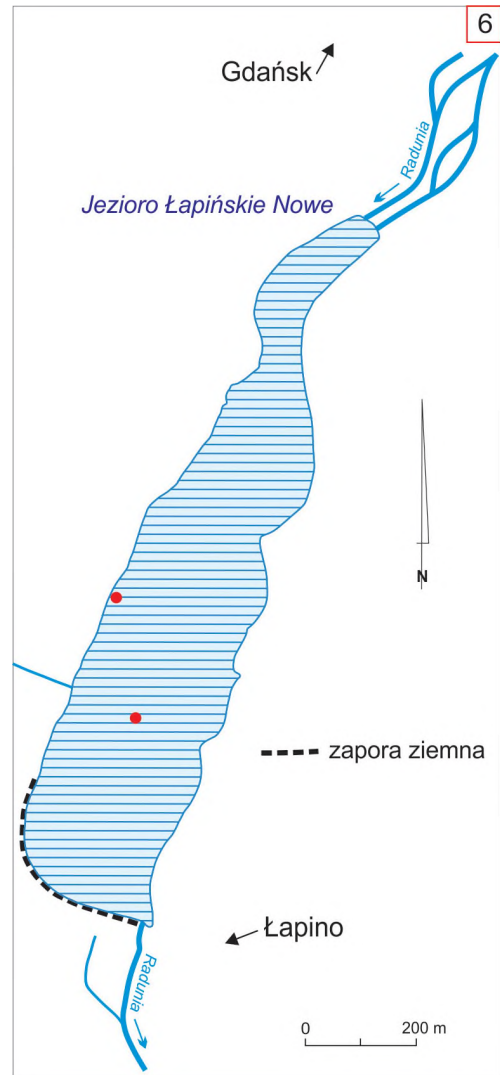 6
Gdańsk
Radunia
Jezioro Łapińskie Nowe
N
zapora ziemna
Łapino
Radunia
0 200 m